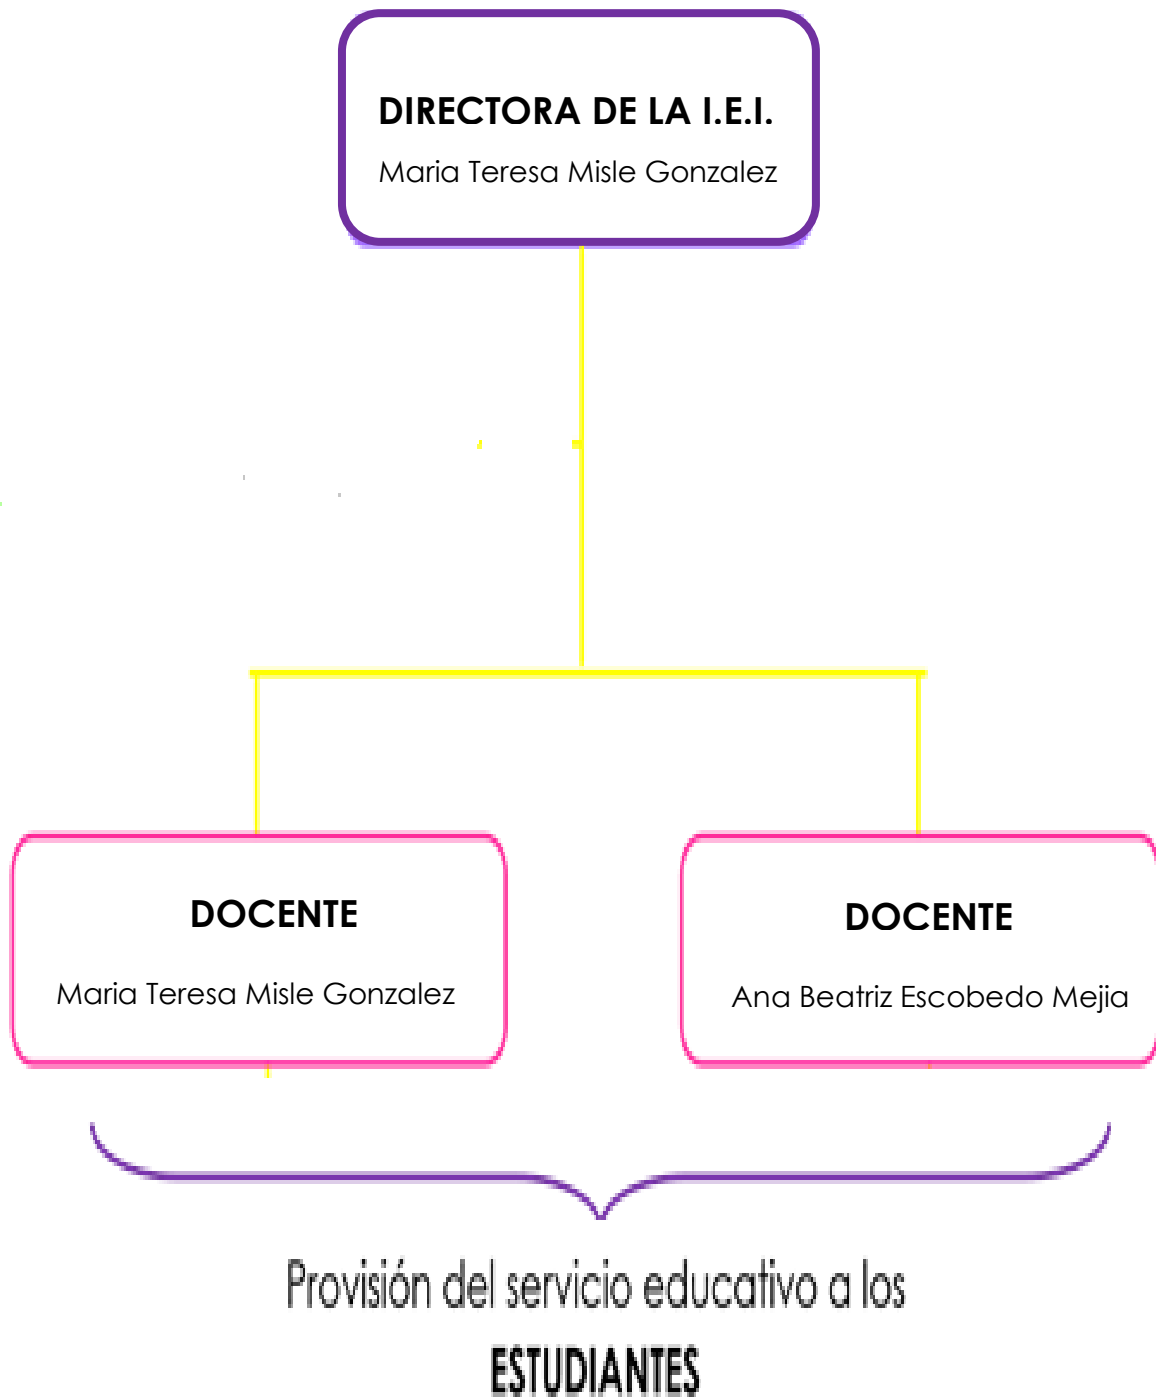 DIRECTORA DE LA I.E.I.
Maria Teresa Misle Gonzalez
DOCENTE
Maria Teresa Misle Gonzalez
DOCENTE
Ana Beatriz Escobedo Mejia
Provisión del servicio educativo a los
ESTUDIANTES